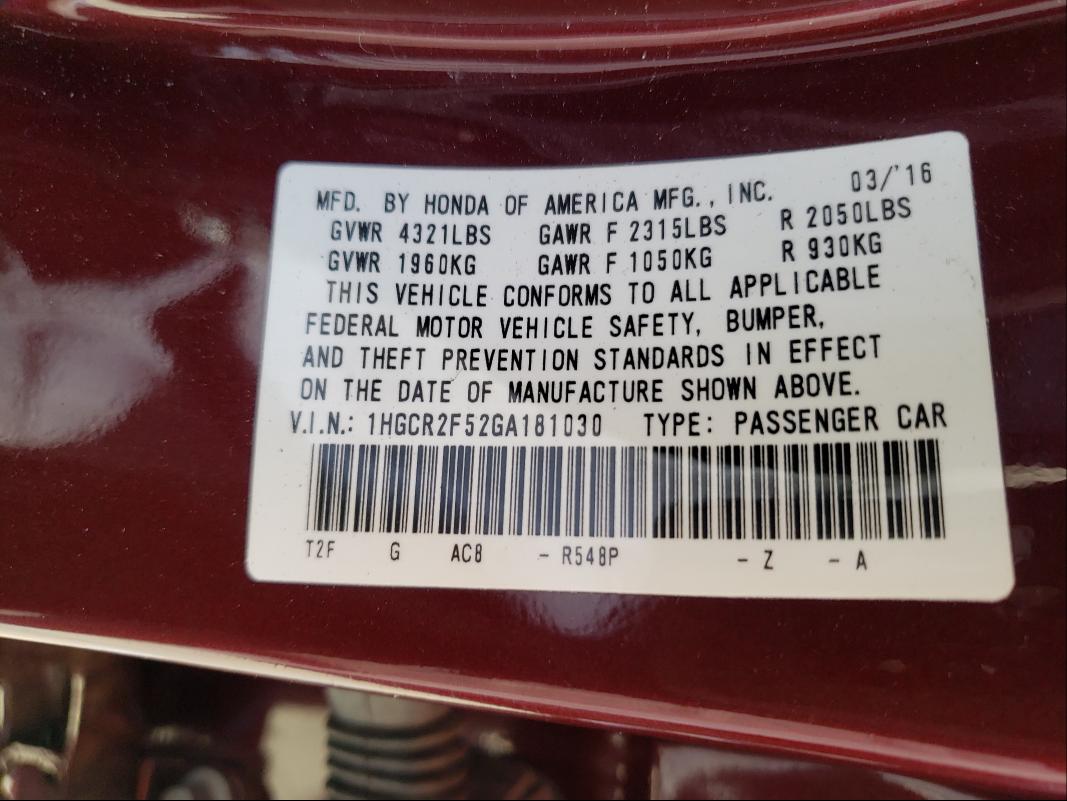 MFD. BY HONDA OF AMERICA MFG., INC. 03/'16
GVWR 4321LBS GAWR F 2315LBS R 2050LBS
GVWR 1960KG GAWR F 1050KG R 930KG
THIS VEHICLE CONFORMS TO ALL APPLICABLE
FEDERAL MOTOR VEHICLE SAFETY, BUMPER,
AND THEFT PREVENTION STANDARDS IN EFFECT
ON THE DATE OF MANUFACTURE SHOWN ABOVE.
V.I.N.: 1HGCR2F52GA181030 TYPE: PASSENGER CAR
T2F G AC8 - R548P - Z - A